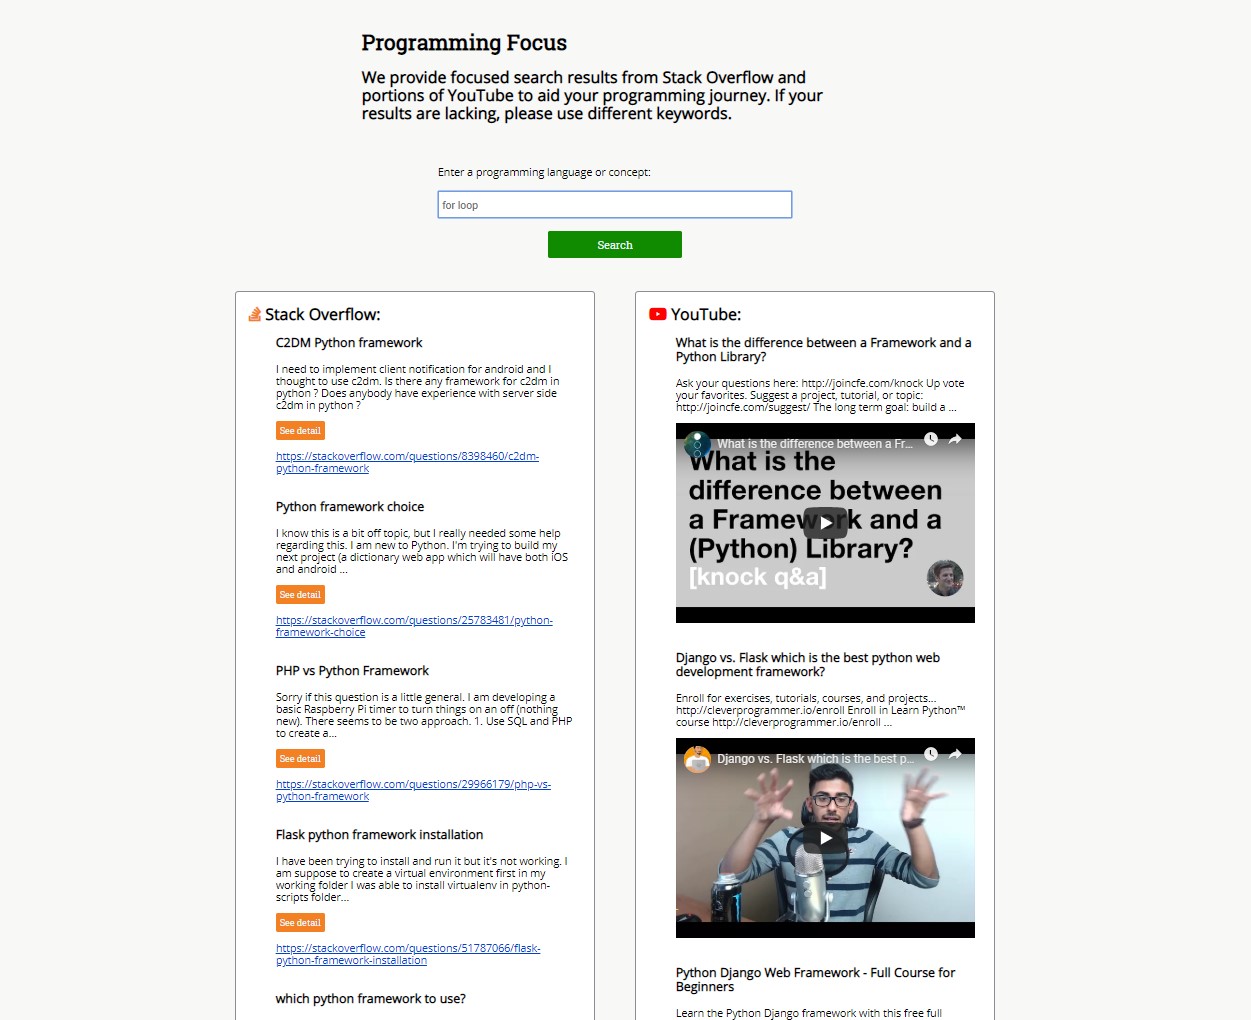 Programming Focus
We provide focused search results from Stack Overflow and
portions of YouTube to aid your programming journey. If your
results are lacking, please use different keywords.
Enter a programming language or concept:
for loop
Search
Stack Overflow:
C2DM Python framework
I need to implement client notification for android and I
thought to use c2dm. Is there any framework for c2dm in
python ? Does anybody have experience with server side
c2dm in python ?
See detail
https://stackoverflow.com/questions/8398460/c2dm-
python-framework
Python framework choice
I know this is a bit off topic, but I really needed some help
regarding this. I am new to Python. I'm trying to build my
next project (a dictionary web app which will have both iOS
and android ...
See detail
https://stackoverflow.com/questions/25783481/python-
framework-choice
PHP vs Python Framework
Sorry if this question is a little general. I am developing a
basic Raspberry Pi timer to turn things on an off (nothing
new). There seems to be two approach. 1. Use SQL and PHP
to create a...
See detail
https://stackoverflow.com/questions/29966179/php-vs-
python-framework
Flask python framework installation
I have been trying to install and run it but it's not working. I
am suppose to create a virtual environment first in my
working folder I was able to install virtualenv in python-
scripts folder...
See detail
https://stackoverflow.com/questions/51787066/flask-
python-framework-installation
which python framework to use?
YouTube:
What is the difference between a Framework and a
Python Library?
Ask your questions here: http://joincfe.com/knock Up vote
your favorites. Suggest a project, tutorial, or topic:
http://joincfe.com/suggest/ The long term goal: build a ...
What is the difference between a Fr...
What is the
difference between
a Framework and a
(Python) Library?
[knock q&a]
Django vs. Flask which is the best python web
development framework?
Enroll for exercises, tutorials, courses, and projects...
http://cleverprogrammer.io/enroll Enroll in Learn Python™
course http://cleverprogrammer.io/enroll ...
Django vs. Flask which is the best p...
Python Django Web Framework - Full Course for
Beginners
Learn the Python Django framework with this free full